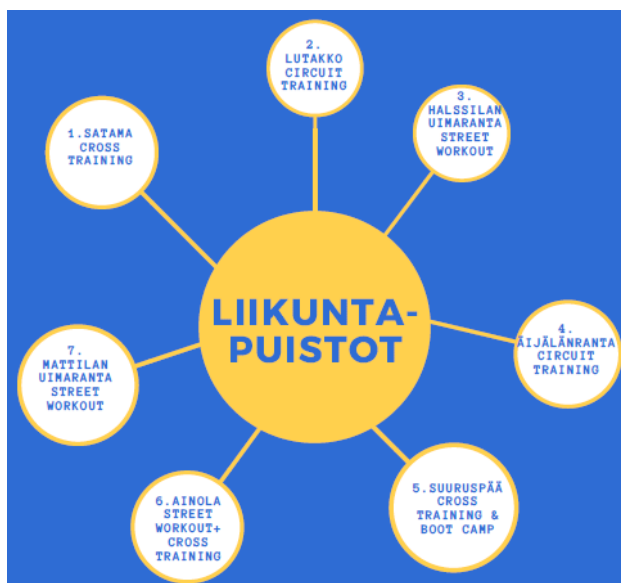 LIIKUNTA-
PUISTOT
1.SATAMA
CROSS
TRAINING
2.
LUTAKKO
CIRCUIT
TRAINING
3.
HALSSILAN
UIMARANTA
STREET
WORKOUT
4.
ÄIJÄLÄNRANTA
CIRCUIT
TRAINING
5.SUURUSPÄÄ
CROSS
TRAINING &
BOOT CAMP
6.AINOLA
STREET
WORKOUT+
CROSS
TRAINING
7.
MATTILAN
UIMARANTA
STREET
WORKOUT